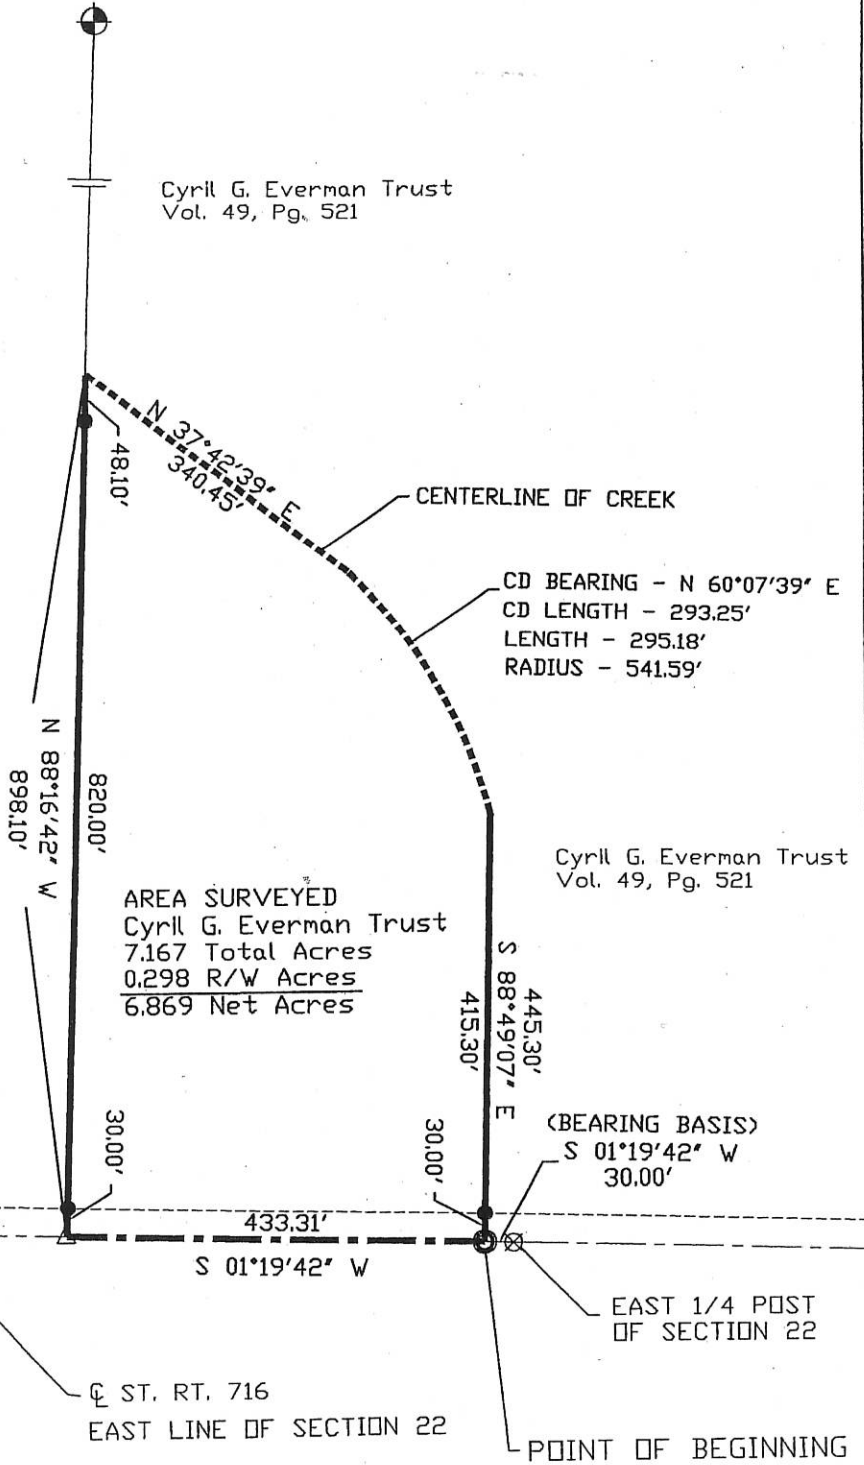 Cyril G. Everman Trust
Vol. 49, Pg. 521
N 37°42'39" E
340.45'
48.10'
CENTERLINE OF CREEK
CD BEARING - N 60°07'39" E
CD LENGTH - 293.25'
LENGTH - 295.18'
RADIUS - 541.59'
N 88°16'42" W
898.10'
820.00'
Cyril G. Everman Trust
Vol. 49, Pg. 521
AREA SURVEYED
Cyril G. Everman Trust
7.167 Total Acres
0.298 R/W Acres
6.869 Net Acres
445.30'
S 88°49'07" E
415.30'
(BEARING BASIS)
S 01°19'42" W
30.00'
30.00'
30.00'
433.31'
S 01°19'42" W
EAST 1/4 POST
OF SECTION 22
℄ ST. RT. 716
EAST LINE OF SECTION 22
POINT OF BEGINNING